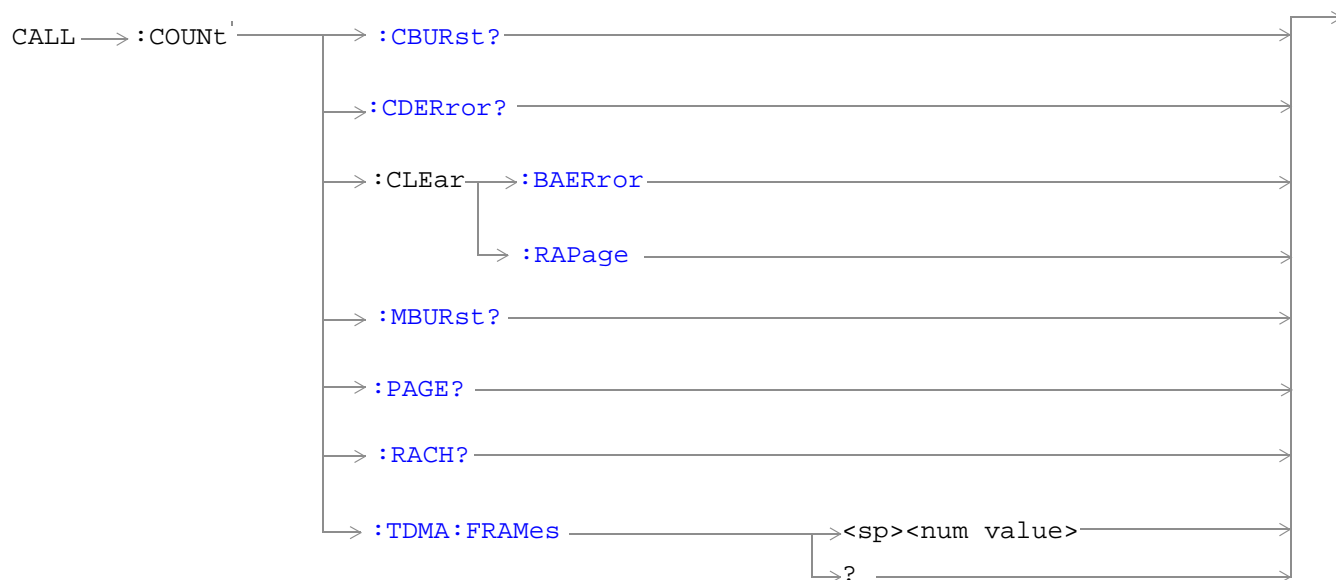 CALL :COUNt' :CBURst?
:CDERror?
:CLEar :BAERror
:RAPage
:MBURst?
:PAGE?
:RACH?
:TDMA:FRAMes <sp><num value>
?